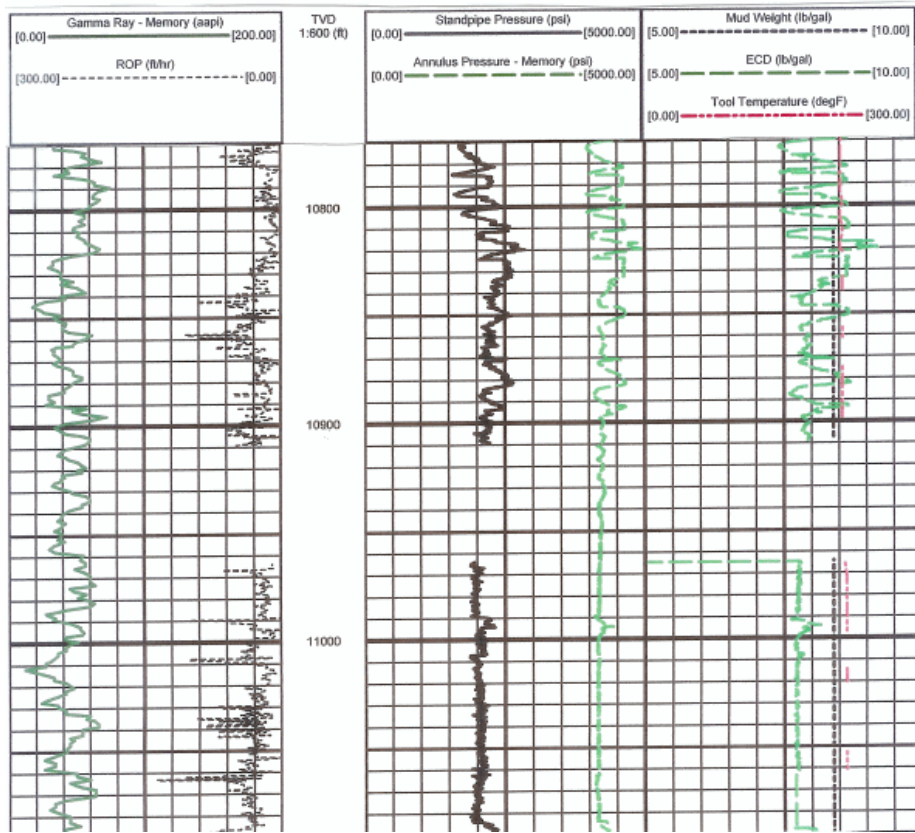 Gamma Ray - Memory (aapi)
[0.00] [200.00]
ROP (ft/hr)
[300.00] [0.00]
TVD
1:600 (ft)
Standpipe Pressure (psi)
[0.00] [5000.00]
Annulus Pressure - Memory (psi)
[0.00] [5000.00]
Mud Weight (lb/gal)
[5.00] [10.00]
ECD (lb/gal)
[5.00] [10.00]
Tool Temperature (degF)
[0.00] [300.00]
10800
10900
11000